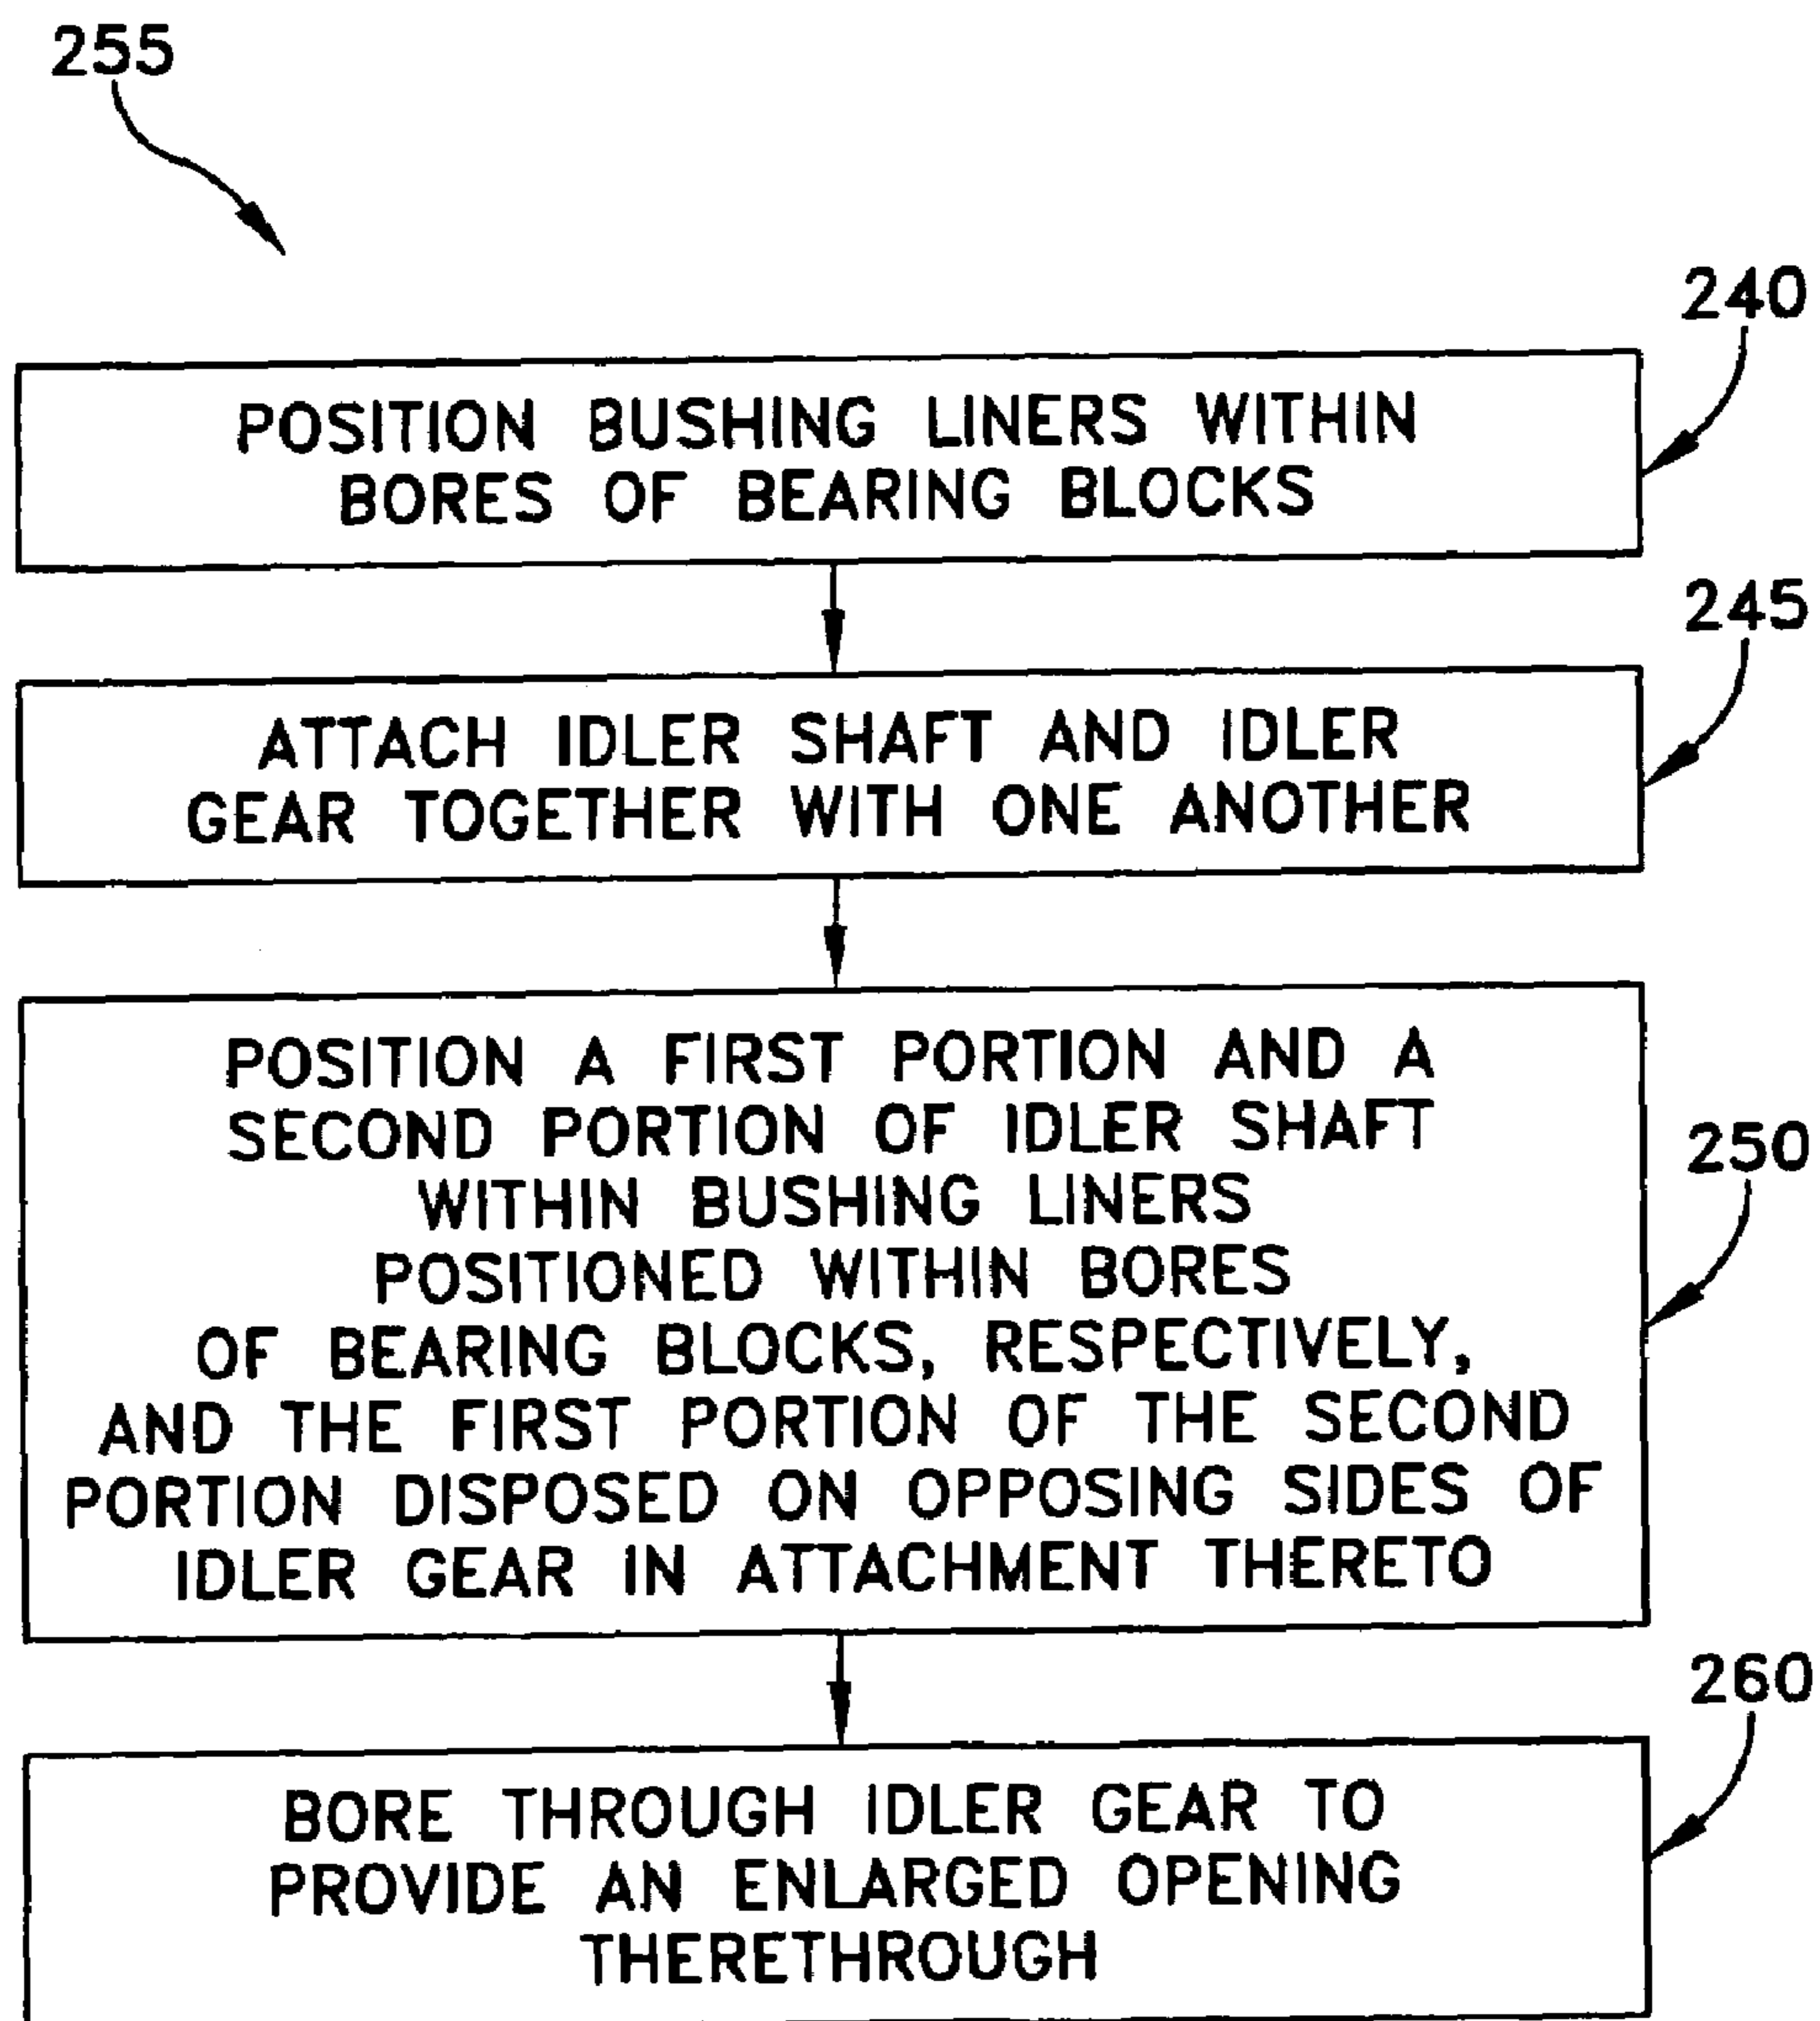 255
240
POSITION BUSHING LINERS WITHIN
BORES OF BEARING BLOCKS
245
ATTACH IDLER SHAFT AND IDLER
GEAR TOGETHER WITH ONE ANOTHER
250
POSITION A FIRST PORTION AND A
SECOND PORTION OF IDLER SHAFT
WITHIN BUSHING LINERS
POSITIONED WITHIN BORES
OF BEARING BLOCKS, RESPECTIVELY,
AND THE FIRST PORTION OF THE SECOND
PORTION DISPOSED ON OPPOSING SIDES OF
IDLER GEAR IN ATTACHMENT THERETO
260
BORE THROUGH IDLER GEAR TO
PROVIDE AN ENLARGED OPENING
THERETHROUGH